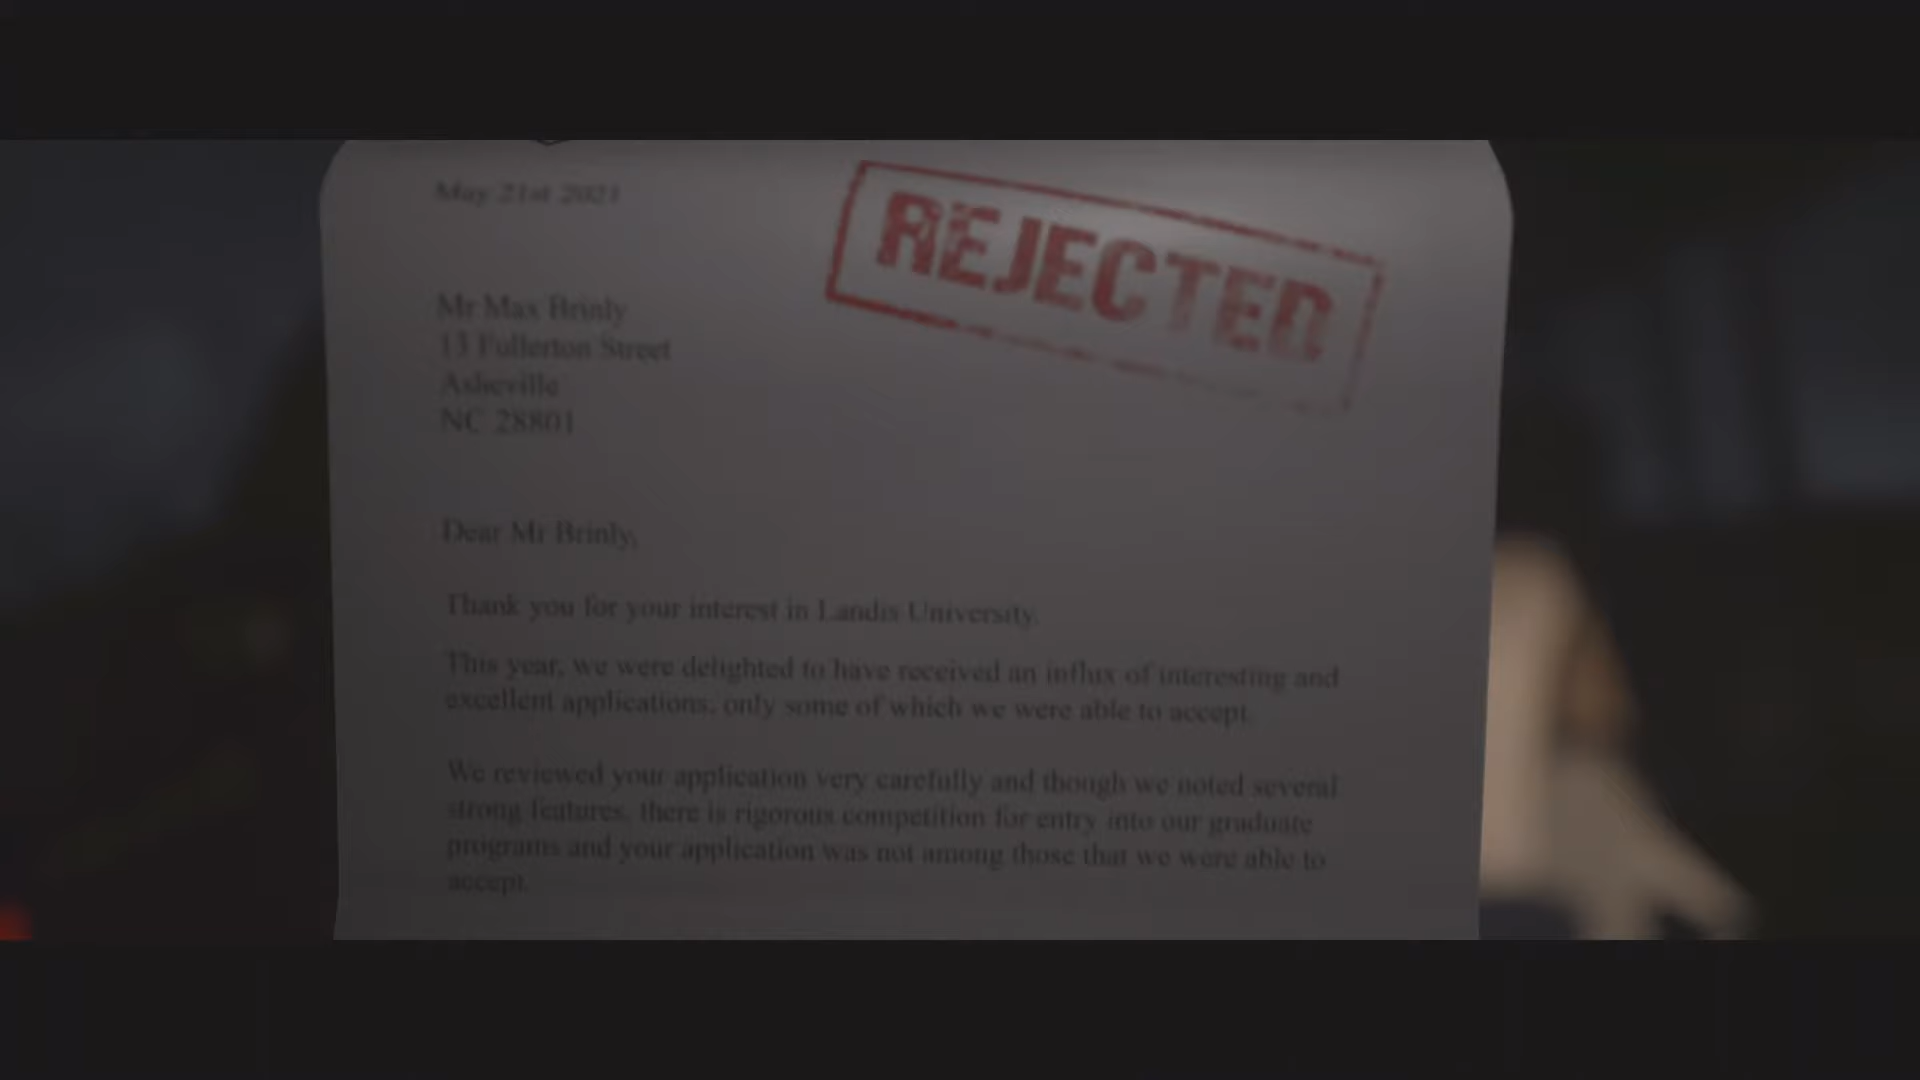 May 21st 2021
REJECTED
Mr Max Brinly
13 Fullerton Street
Asheville
NC 28801
Dear Mr Brinly,
Thank you for your interest in Landis University.
This year, we were delighted to have received an influx of interesting and
excellent applications; only some of which we were able to accept.
We reviewed your application very carefully and though we noted several
strong features, there is rigorous competition for entry into our graduate
programs and your application was not among those that we were able to
accept.